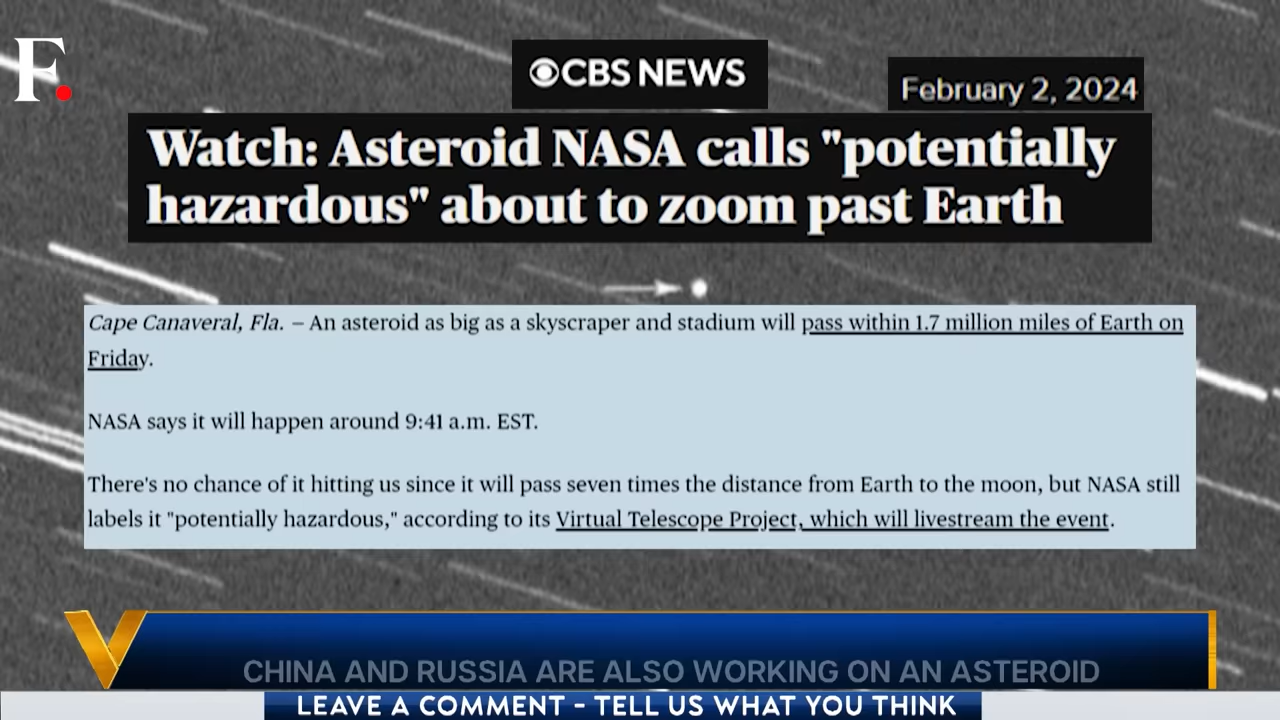 F.
CBS NEWS
February 2, 2024
Watch: Asteroid NASA calls "potentially
hazardous" about to zoom past Earth
Cape Canaveral, Fla. – An asteroid as big as a skyscraper and stadium will pass within 1.7 million miles of Earth on
Friday.
NASA says it will happen around 9:41 a.m. EST.
There's no chance of it hitting us since it will pass seven times the distance from Earth to the moon, but NASA still
labels it "potentially hazardous," according to its Virtual Telescope Project, which will livestream the event.
V
CHINA AND RUSSIA ARE ALSO WORKING ON AN ASTEROID
LEAVE A COMMENT - TELL US WHAT YOU THINK